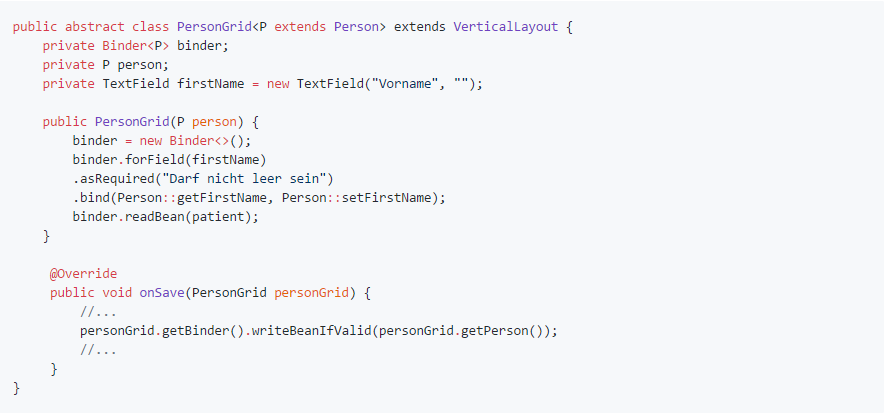 public abstract class PersonGrid<P extends Person> extends VerticalLayout {
    private Binder<P> binder;
    private P person;
    private TextField firstName = new TextField("Vorname", "");

    public PersonGrid(P person) {
        binder = new Binder<>();
        binder.forField(firstName)
        .asRequired("Darf nicht leer sein")
        .bind(Person::getFirstName, Person::setFirstName);
        binder.readBean(patient);
    }

     @Override
     public void onSave(PersonGrid personGrid) {
         //...
         personGrid.getBinder().writeBeanIfValid(personGrid.getPerson());
         //...
     }
}